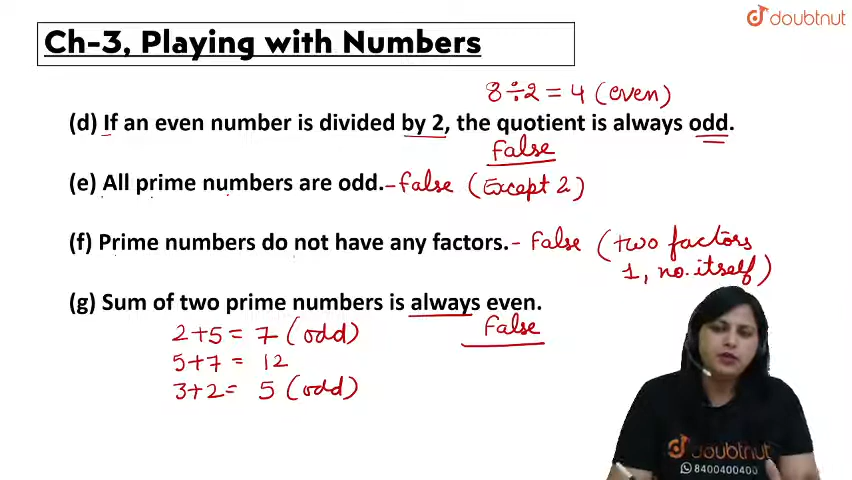 doubtnut
Ch-3, Playing with Numbers
8÷2 = 4 (even)
(d) If an even number is divided by 2, the quotient is always odd.
False
(e) All prime numbers are odd. - False (Except 2)
(f) Prime numbers do not have any factors. - False (two factors
1, no. itself)
(g) Sum of two prime numbers is always even.
False
2+5 = 7 (odd)
5+7 = 12
3+2 = 5 (odd)
doubtnut
8400400400